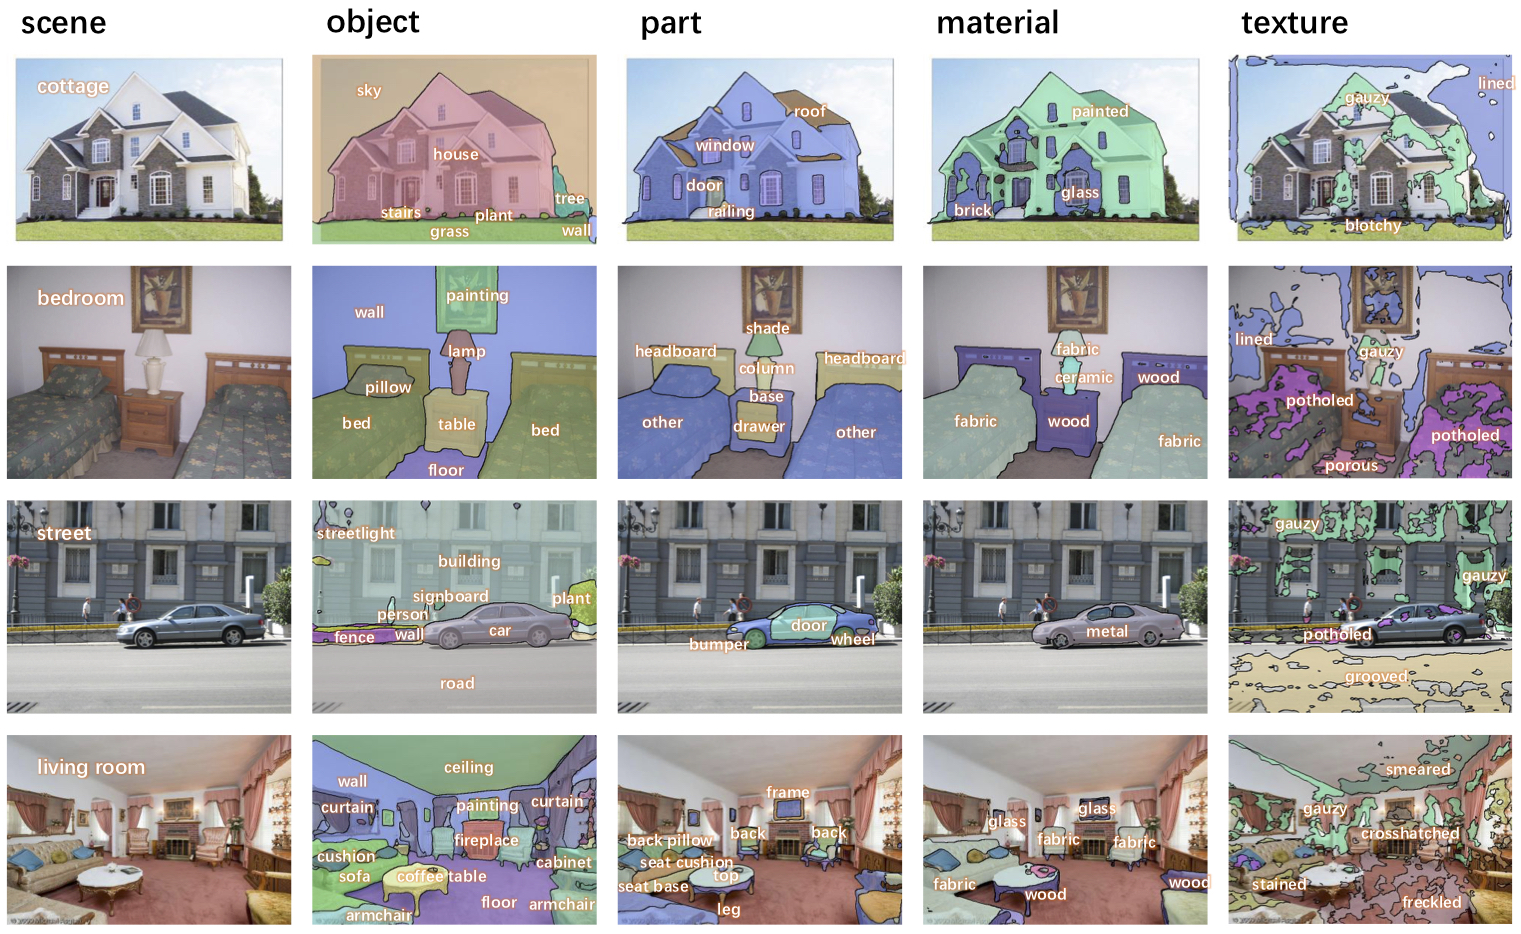 scene object part material texture
cottage
sky
house
stairs
plant
tree
grass
wall
roof
window
door
railing
painted
glass
brick
lined
gauzy
blotchy
bedroom
wall
painting
lamp
pillow
bed
table
bed
floor
shade
headboard
headboard
column
base
other
drawer
other
fabric
ceramic
wood
fabric
wood
fabric
lined
gauzy
potholed
potholed
porous
street
streetlight
building
signboard
plant
person
fence
wall
car
road
door
bumper
wheel
metal
gauzy
gauzy
potholed
grooved
living room
ceiling
wall
curtain
painting
curtain
fireplace
cushion
cabinet
sofa
coffee table
floor
armchair
armchair
frame
back
back
back pillow
seat cushion
top
seat base
leg
glass
glass
fabric
fabric
fabric
wood
wood
smeared
gauzy
crosshatched
stained
freckled